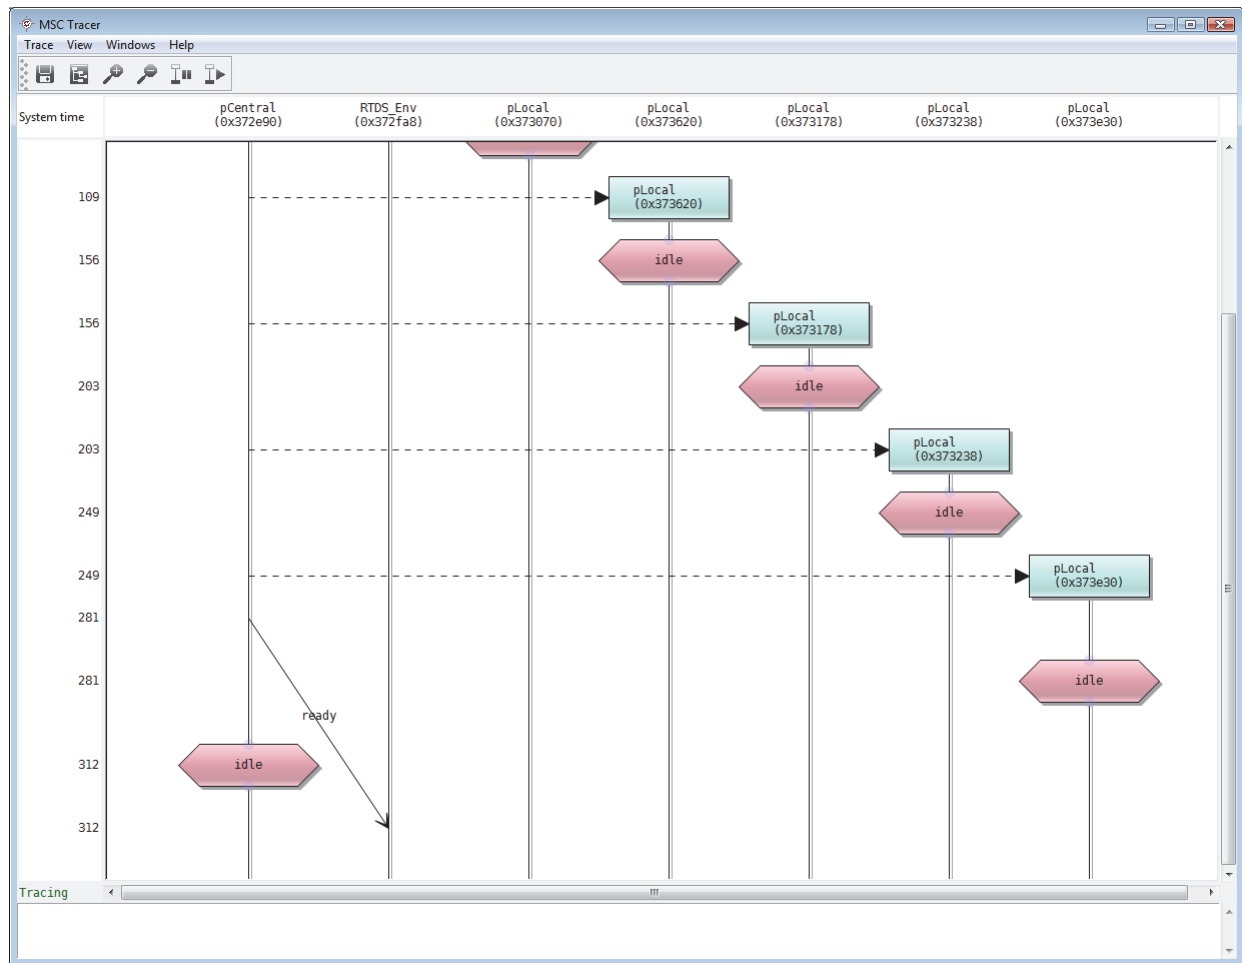 MSC Tracer
Trace View Windows Help
System time
pCentral
(0x372e90)
RTDS_Env
(0x372fa8)
pLocal
(0x373070)
pLocal
(0x373620)
pLocal
(0x373178)
pLocal
(0x373238)
pLocal
(0x373e30)
109
pLocal
(0x373620)
156
idle
156
pLocal
(0x373178)
203
idle
203
pLocal
(0x373238)
249
idle
249
pLocal
(0x373e30)
281
281
idle
ready
312
idle
312
Tracing